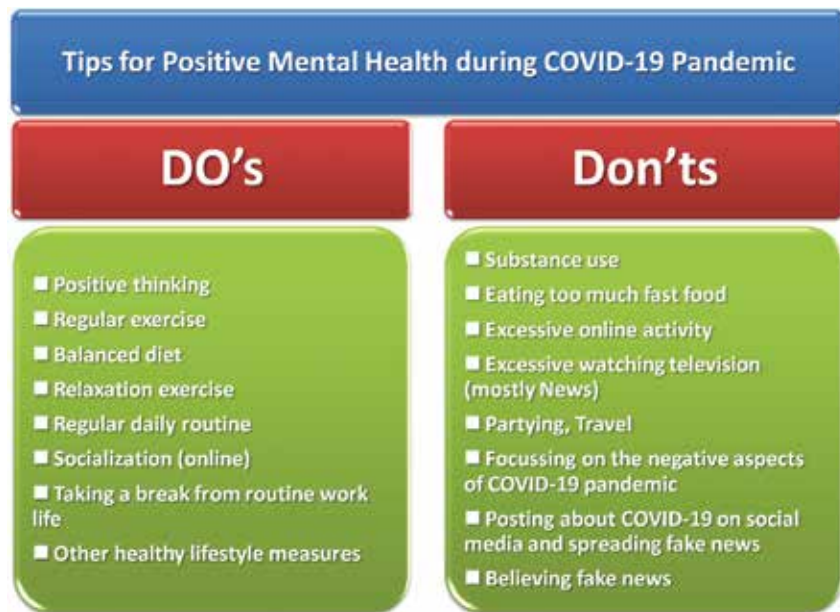 Tips for Positive Mental Health during COVID-19 Pandemic
DO's
Positive thinking
Regular exercise
Balanced diet
Relaxation exercise
Regular daily routine
Socialization (online)
Taking a break from routine work
life
Other healthy lifestyle measures
Don'ts
Substance use
Eating too much fast food
Excessive online activity
Excessive watching television
(mostly News)
Partying, Travel
Focussing on the negative aspects
of COVID-19 pandemic
Posting about COVID-19 on social
media and spreading fake news
Believing fake news